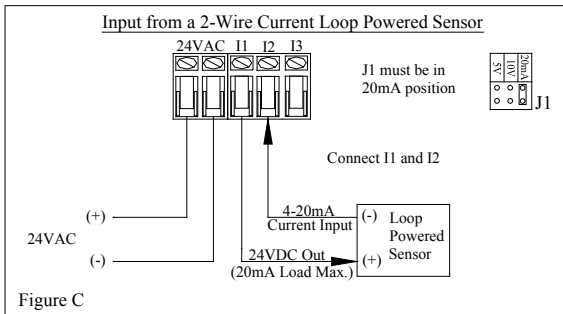 Input from a 2-Wire Current Loop Powered Sensor
24VAC I1 I2 I3
J1 must be in
20mA position
5V
10V
20mA
J1
Connect I1 and I2
(+)
24VAC
(-)
4-20mA
Current Input
24VDC Out
(20mA Load Max.)
(-)
(+)
Loop
Powered
Sensor
Figure C